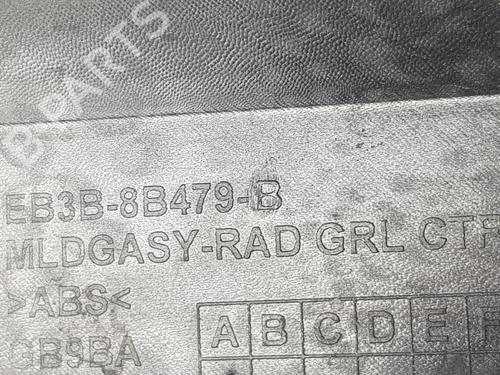 B-PARTS
EB3B-8B479-B
MLDGASY-RAD GRL CTR
>ABS<
GB9BA
A B C D E F